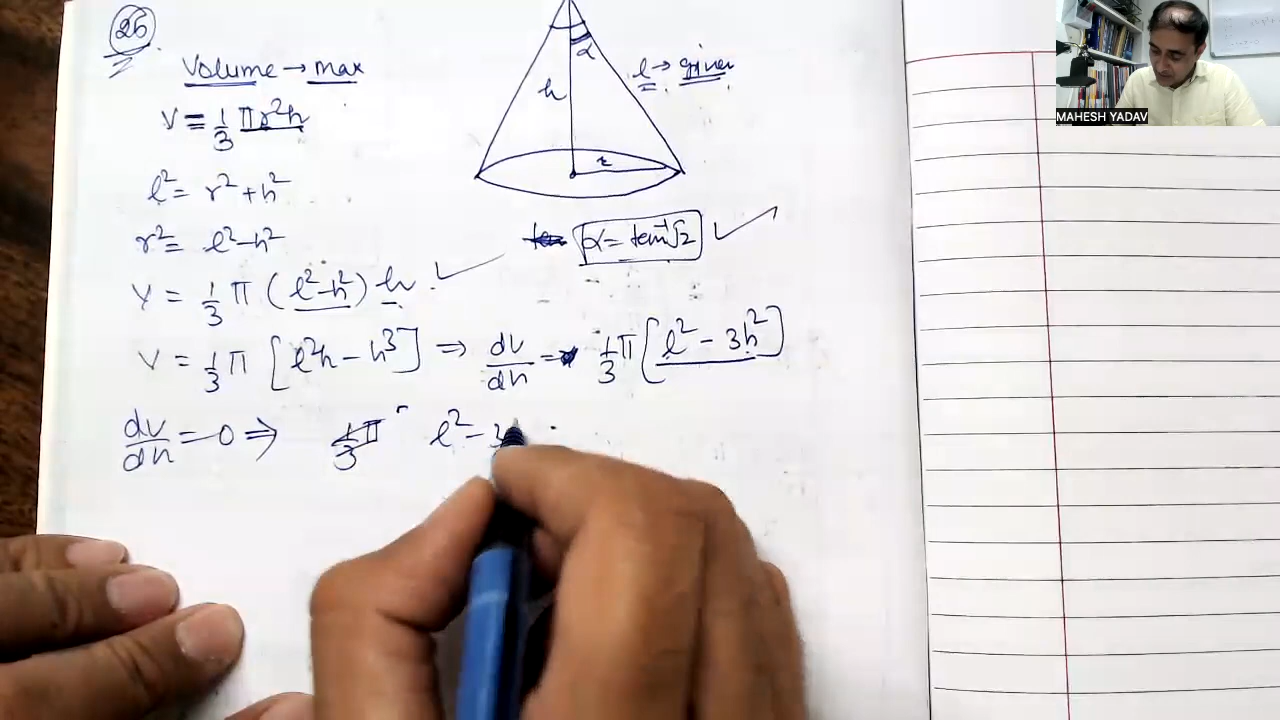 26
Volume → max
V = 1/3 πr²h
l² = r² + h²
r² = l² – h²
V = 1/3 π (l² – h²) h
V = 1/3 π [l²h – h³] ⇒ dv/dh = 1/3 π [l² – 3h²]
dv/dh = 0 ⇒ 1/3 π l² – 3
α
h
r
l → given
α = tan⁻¹√2
MAHESH YADAV